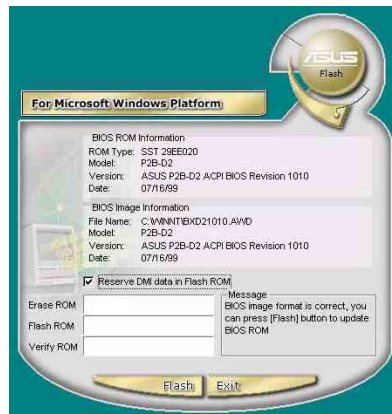 ASUS
Flash
For Microsoft Windows Platform
BIOS ROM Information
ROM Type: SST 29EE020
Model: P2B-D2
Version: ASUS P2B-D2 ACPI BIOS Revision 1010
Date: 07/16/99
BIOS Image Information
File Name: C:\WINNT\BXD21010.AWD
Model: P2B-D2
Version: ASUS P2B-D2 ACPI BIOS Revision 1010
Date: 07/16/99
Reserve DMI data in Flash ROM
Erase ROM
Flash ROM
Verify ROM
Message
BIOS image format is correct, you
can press [Flash] button to update
BIOS ROM
Flash Exit